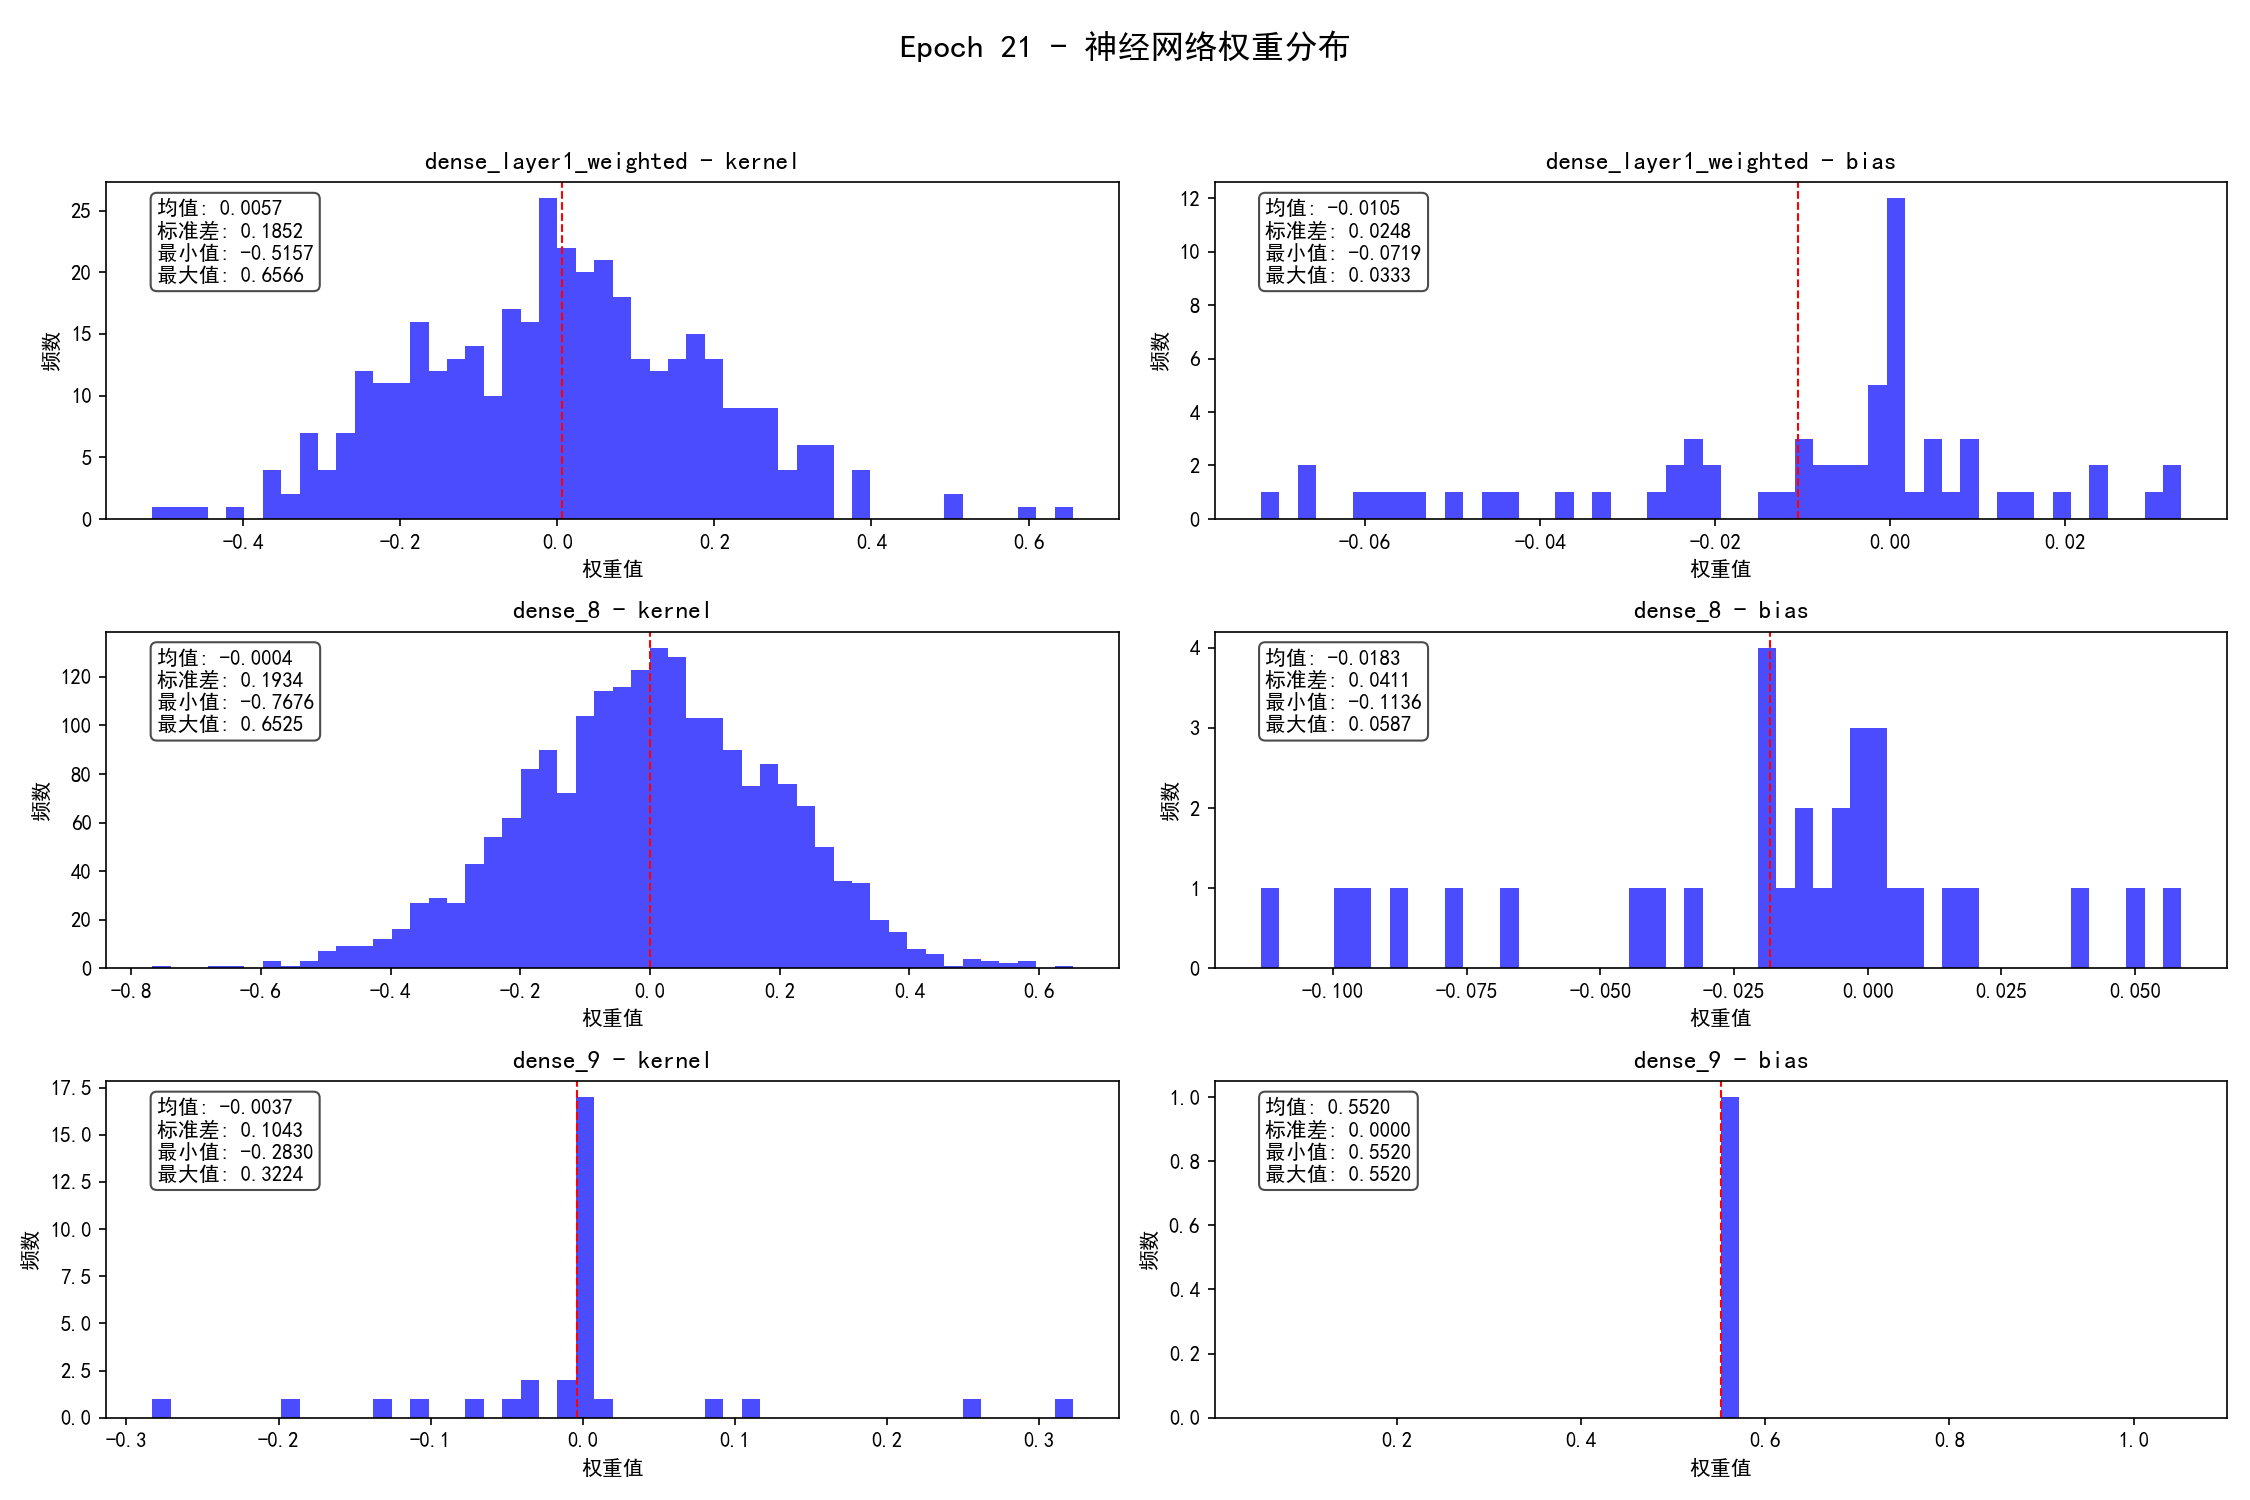 Epoch 21 - 神经网络权重分布
dense_layer1_weighted - kernel
均值: 0.0057
标准差: 0.1852
最小值: -0.5157
最大值: 0.6566
频数
25
20
15
10
5
0
-0.4 -0.2 0.0 0.2 0.4 0.6
权重值
dense_layer1_weighted - bias
均值: -0.0105
标准差: 0.0248
最小值: -0.0719
最大值: 0.0333
频数
12
10
8
6
4
2
0
-0.06 -0.04 -0.02 0.00 0.02
权重值
dense_8 - kernel
均值: -0.0004
标准差: 0.1934
最小值: -0.7676
最大值: 0.6525
频数
120
100
80
60
40
20
0
-0.8 -0.6 -0.4 -0.2 0.0 0.2 0.4 0.6
权重值
dense_8 - bias
均值: -0.0183
标准差: 0.0411
最小值: -0.1136
最大值: 0.0587
频数
4
3
2
1
0
-0.100 -0.075 -0.050 -0.025 0.000 0.025 0.050
权重值
dense_9 - kernel
均值: -0.0037
标准差: 0.1043
最小值: -0.2830
最大值: 0.3224
频数
17.5
15.0
12.5
10.0
7.5
5.0
2.5
0.0
-0.3 -0.2 -0.1 0.0 0.1 0.2 0.3
权重值
dense_9 - bias
均值: 0.5520
标准差: 0.0000
最小值: 0.5520
最大值: 0.5520
频数
1.0
0.8
0.6
0.4
0.2
0.0
0.2 0.4 0.6 0.8 1.0
权重值